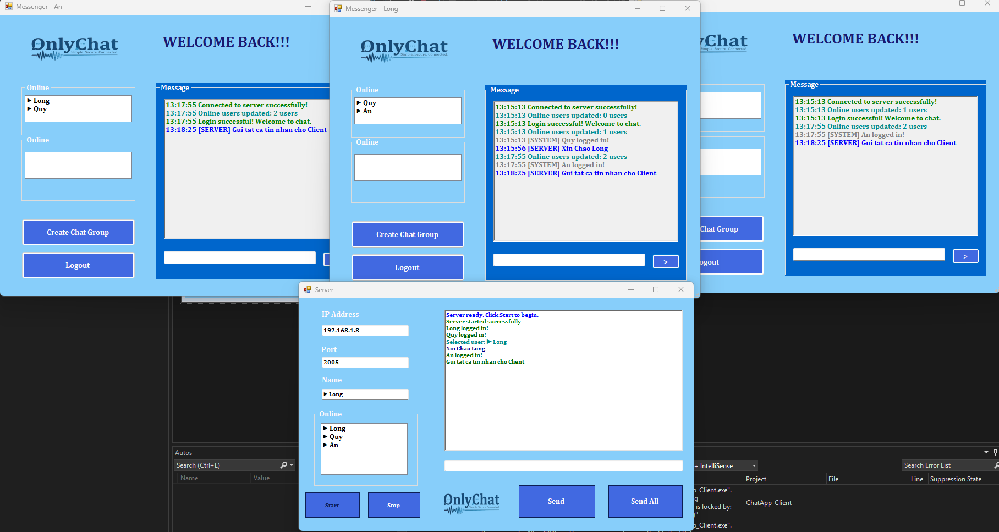 Messenger - An
OnlyChat
Simple. Secure. Connected.
WELCOME BACK!!!
Online
► Long
► Quy
Online
Create Chat Group
Logout
Message
13:17:55 Connected to server successfully!
13:17:55 Online users updated: 2 users
13:17:55 Login successful! Welcome to chat.
13:18:25 [SERVER] Gui tat ca tin nhan cho Client
Messenger - Long
OnlyChat
Simple. Secure. Connected.
WELCOME BACK!!!
Online
► Quy
► An
Online
Create Chat Group
Logout
Message
13:15:13 Connected to server successfully!
13:15:13 Online users updated: 0 users
13:15:13 Login successful! Welcome to chat.
13:15:13 Online users updated: 1 users
13:15:13 [SYSTEM] Quy logged in!
13:15:56 [SERVER] Xin Chao Long
13:17:55 Online users updated: 2 users
13:17:55 [SYSTEM] An logged in!
13:18:25 [SERVER] Gui tat ca tin nhan cho Client
>
yChat
Simple. Secure. Connected.
WELCOME BACK!!!
Chat Group
ogout
Message
13:15:13 Connected to server successfully!
13:15:13 Online users updated: 1 users
13:15:13 Login successful! Welcome to chat.
13:17:55 Online users updated: 2 users
13:17:55 [SYSTEM] An logged in!
13:18:25 [SERVER] Gui tat ca tin nhan cho Client
>
Server
IP Address
192.168.1.8
Port
2005
Name
► Long
Online
► Long
► Quy
► An
Start
Stop
Server ready. Click Start to begin.
Server started successfully
Long logged in!
Quy logged in!
Selected user: ► Long
Xin Chao Long
An logged in!
Gui tat ca tin nhan cho Client
OnlyChat
Simple. Secure. Connected.
Send
Send All
Autos
Search (Ctrl+E)
Name
Value
+ IntelliSense
Search Error List
Project
File
Line
Suppression State
p_Client.exe".
g
is locked by:
)"
ChatApp_Client
p_Client.exe".